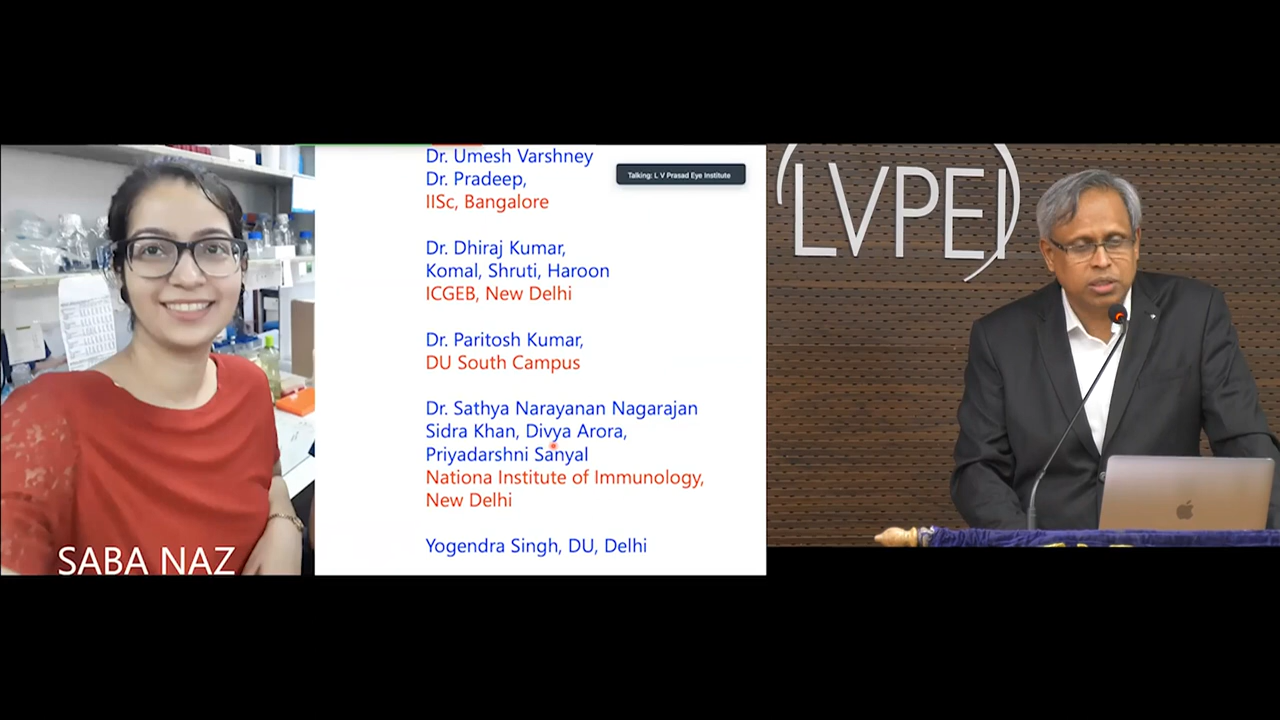 SABA NAZ
Dr. Umesh Varshney
Dr. Pradeep,
IISc, Bangalore
Talking: L V Prasad Eye Institute
Dr. Dhiraj Kumar,
Komal, Shruti, Haroon
ICGEB, New Delhi
Dr. Paritosh Kumar,
DU South Campus
Dr. Sathya Narayanan Nagarajan
Sidra Khan, Divya Arora,
Priyadarshni Sanyal
Nationa Institute of Immunology,
New Delhi
Yogendra Singh, DU, Delhi
LVPEI